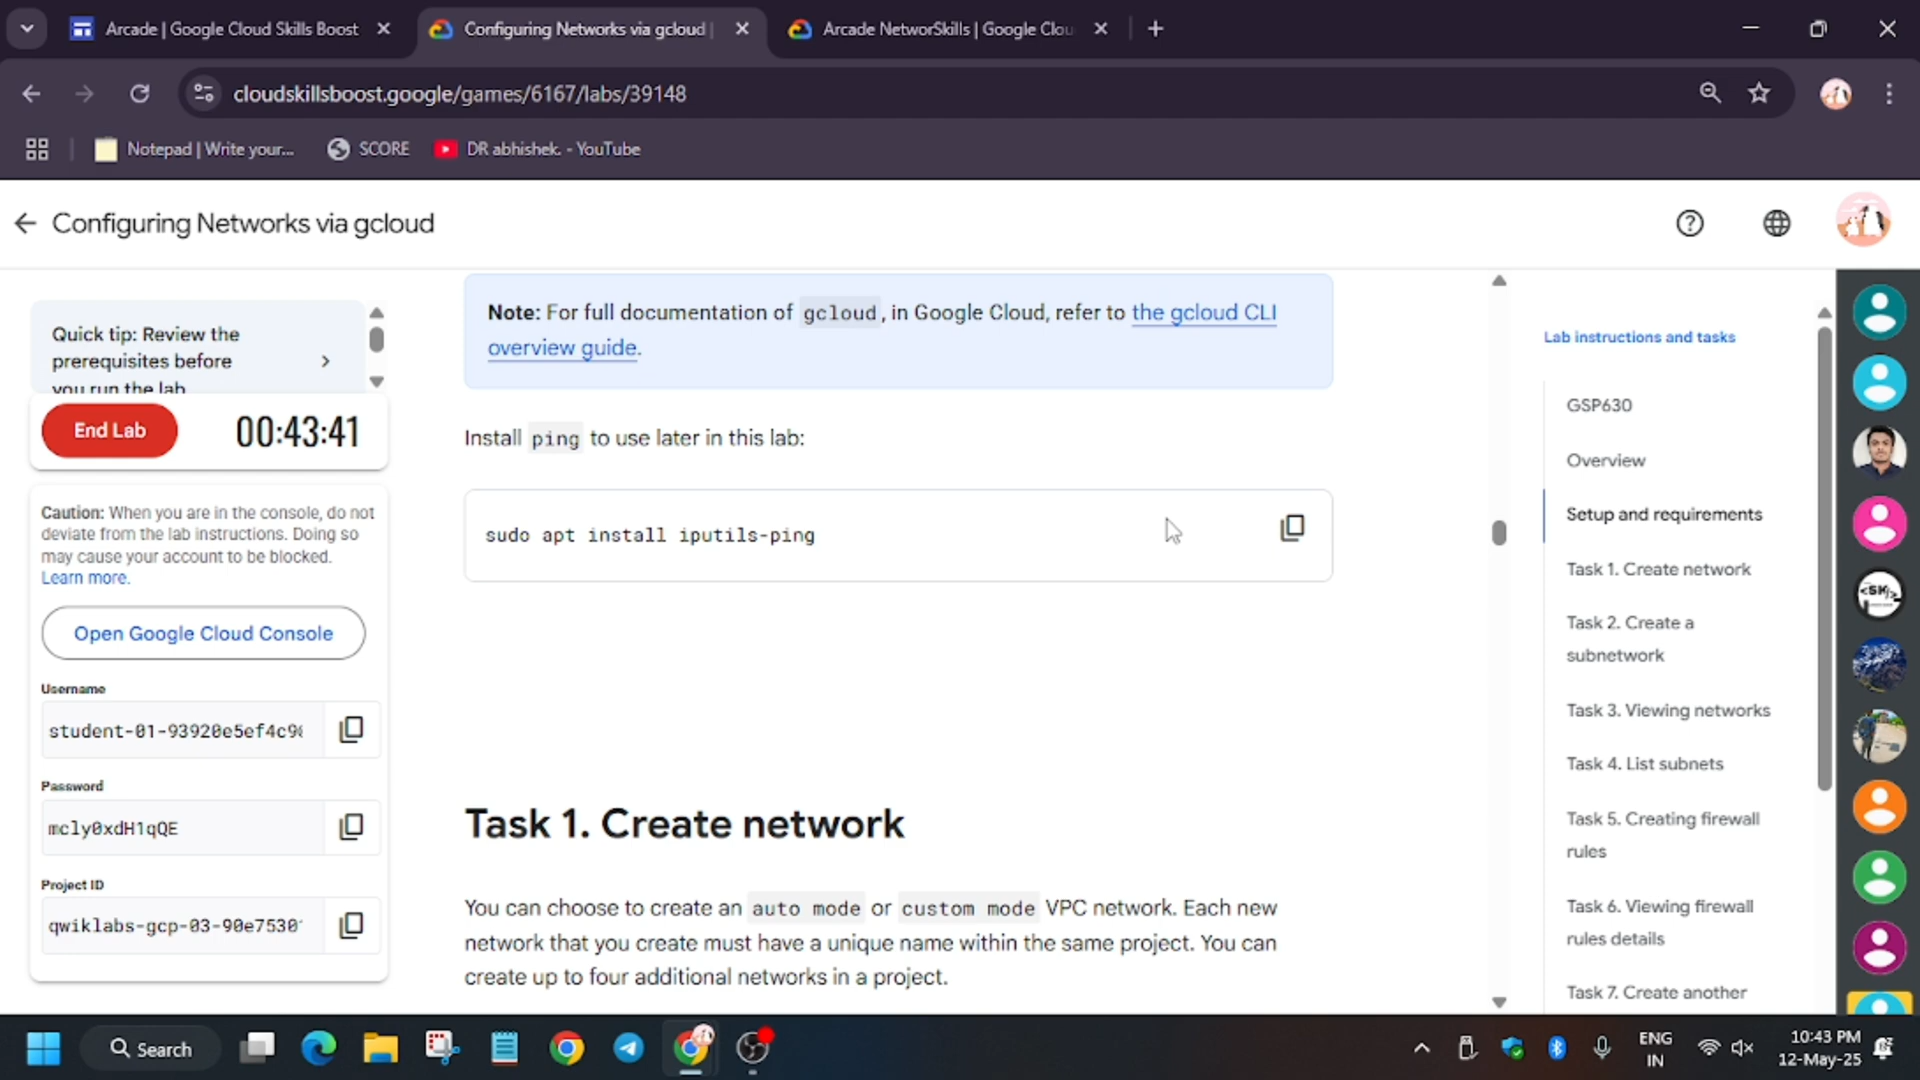 Arcade | Google Cloud Skills Boost
Configuring Networks via gcloud |
Arcade NetworSkills | Google Clou
cloudskillsboost.google/games/6167/labs/39148
Notepad | Write your...
SCORE
DR abhishek. - YouTube
Configuring Networks via gcloud
Quick tip: Review the
prerequisites before
you run the lab
End Lab
00:43:41
Caution: When you are in the console, do not
deviate from the lab instructions. Doing so
may cause your account to be blocked.
Learn more.
Open Google Cloud Console
Username
student-01-93920e5ef4c9
Password
mcly0xdH1qQE
Project ID
qwiklabs-gcp-03-90e7530
Note: For full documentation of gcloud, in Google Cloud, refer to the gcloud CLI
overview guide.
Install ping to use later in this lab:
sudo apt install iputils-ping
Task 1. Create network
You can choose to create an auto mode or custom mode VPC network. Each new
network that you create must have a unique name within the same project. You can
create up to four additional networks in a project.
Lab instructions and tasks
GSP630
Overview
Setup and requirements
Task 1. Create network
Task 2. Create a
subnetwork
Task 3. Viewing networks
Task 4. List subnets
Task 5. Creating firewall
rules
Task 6. Viewing firewall
rules details
Task 7. Create another
<SK/>
Search
ENG
IN
10:43 PM
12-May-25